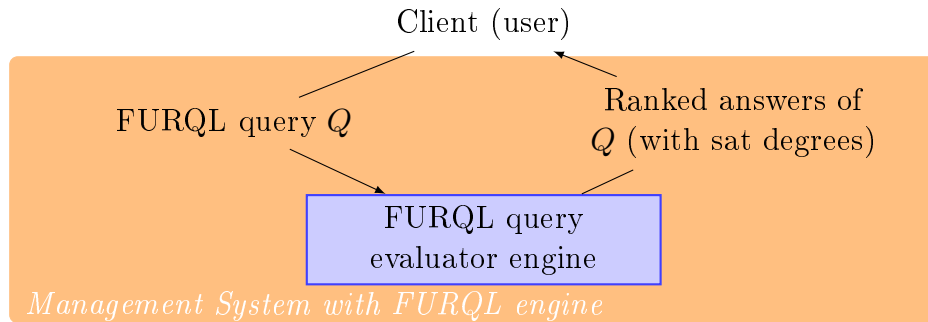 Client (user)
FURQL query Q
Ranked answers of
Q (with sat degrees)
FURQL query
evaluator engine
Management System with FURQL engine